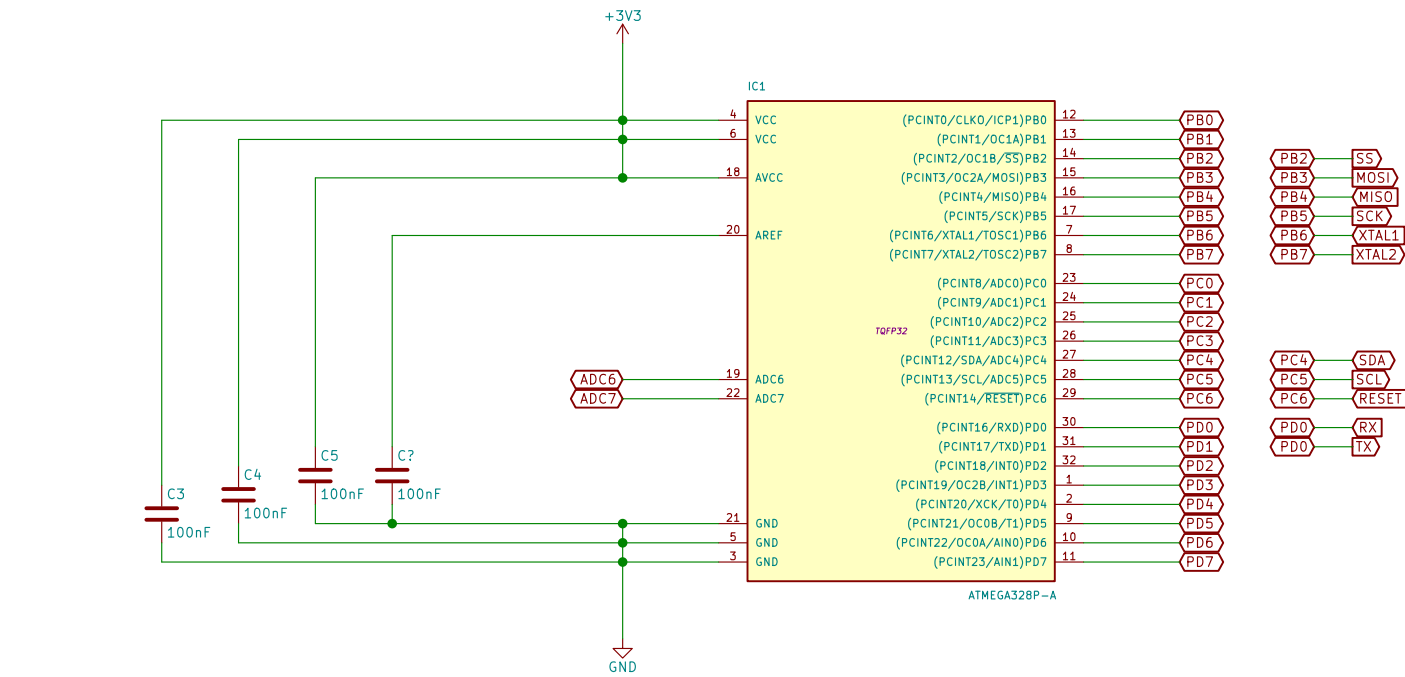 +3V3
IC1
4 VCC (PCINT0/CLKO/ICP1)PB0 12 PB0
6 VCC (PCINT1/OC1A)PB1 13 PB1
(PCINT2/OC1B/SS)PB2 14 PB2 PB2 SS
18 AVCC (PCINT3/OC2A/MOSI)PB3 15 PB3 PB3 MOSI
(PCINT4/MISO)PB4 16 PB4 PB4 MISO
(PCINT5/SCK)PB5 17 PB5 PB5 SCK
20 AREF (PCINT6/XTAL1/TOSC1)PB6 7 PB6 PB6 XTAL1
(PCINT7/XTAL2/TOSC2)PB7 8 PB7 PB7 XTAL2
(PCINT8/ADC0)PC0 23 PC0
(PCINT9/ADC1)PC1 24 PC1
(PCINT10/ADC2)PC2 25 PC2
TQFP32
(PCINT11/ADC3)PC3 26 PC3
(PCINT12/SDA/ADC4)PC4 27 PC4 PC4 SDA
ADC6 19 ADC6 (PCINT13/SCL/ADC5)PC5 28 PC5 PC5 SCL
ADC7 22 ADC7 (PCINT14/RESET)PC6 29 PC6 PC6 RESET
(PCINT16/RXD)PD0 30 PD0 PD0 RX
(PCINT17/TXD)PD1 31 PD1 PD0 TX
C5 C? (PCINT18/INT0)PD2 32 PD2
C4 (PCINT19/OC2B/INT1)PD3 1 PD3
C3 100nF 100nF (PCINT20/XCK/T0)PD4 2 PD4
100nF 21 GND (PCINT21/OC0B/T1)PD5 9 PD5
100nF 5 GND (PCINT22/OC0A/AIN0)PD6 10 PD6
3 GND (PCINT23/AIN1)PD7 11 PD7
ATMEGA328P-A
GND